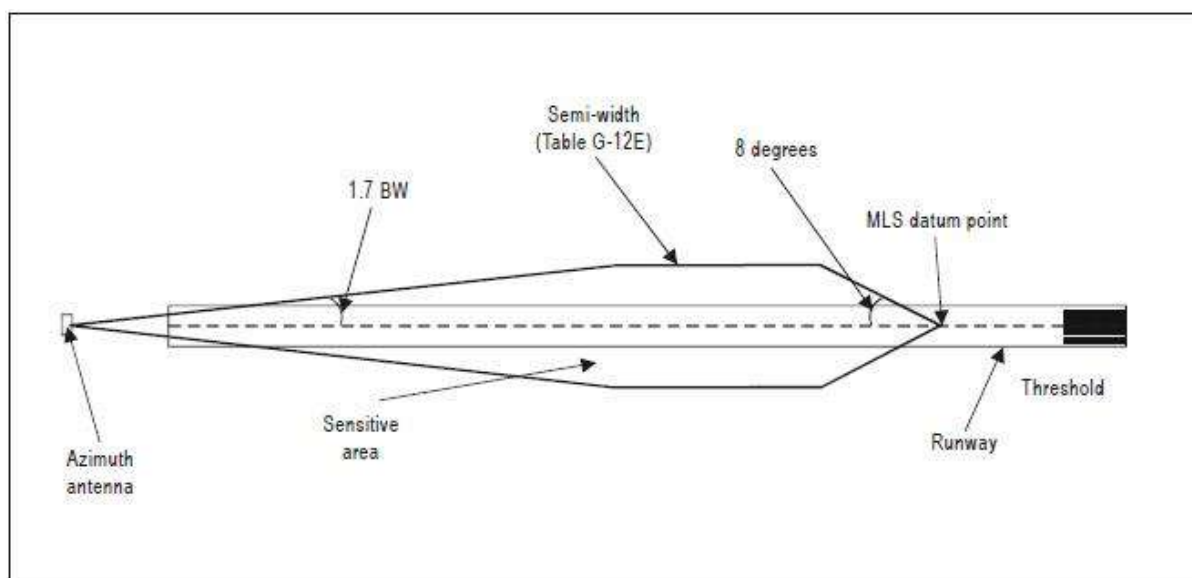 Semi-width
(Table G-12E)
8 degrees
1.7 BW
MLS datum point
Sensitive
area
Threshold
Runway
Azimuth
antenna